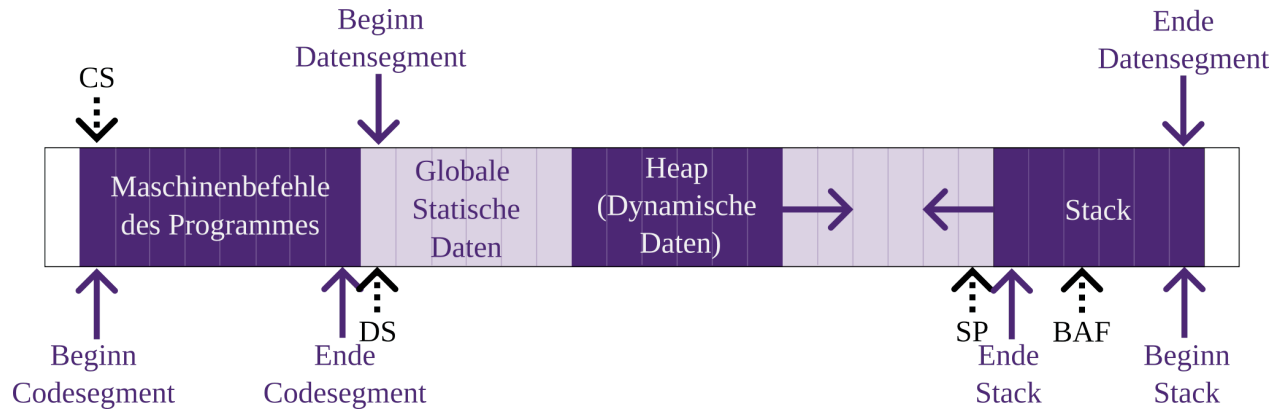 Beginn
Datensegment
Ende
Datensegment
CS
Maschinenbefehle
des Programmes
Globale
Statische
Daten
Heap
(Dynamische
Daten)
Stack
DS
SP
BAF
Beginn
Codesegment
Ende
Codesegment
Ende
Stack
Beginn
Stack